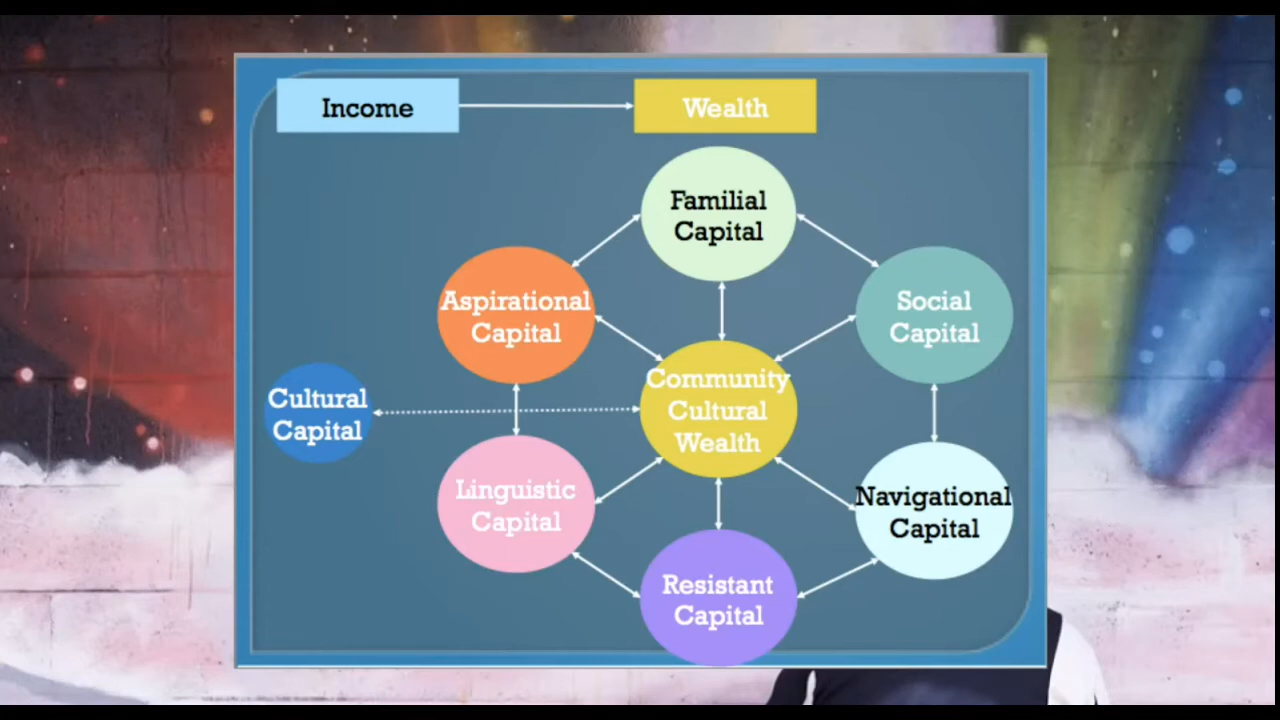 Income
Wealth
Familial
Capital
Aspirational
Capital
Social
Capital
Community
Cultural
Wealth
Cultural
Capital
Linguistic
Capital
Navigational
Capital
Resistant
Capital